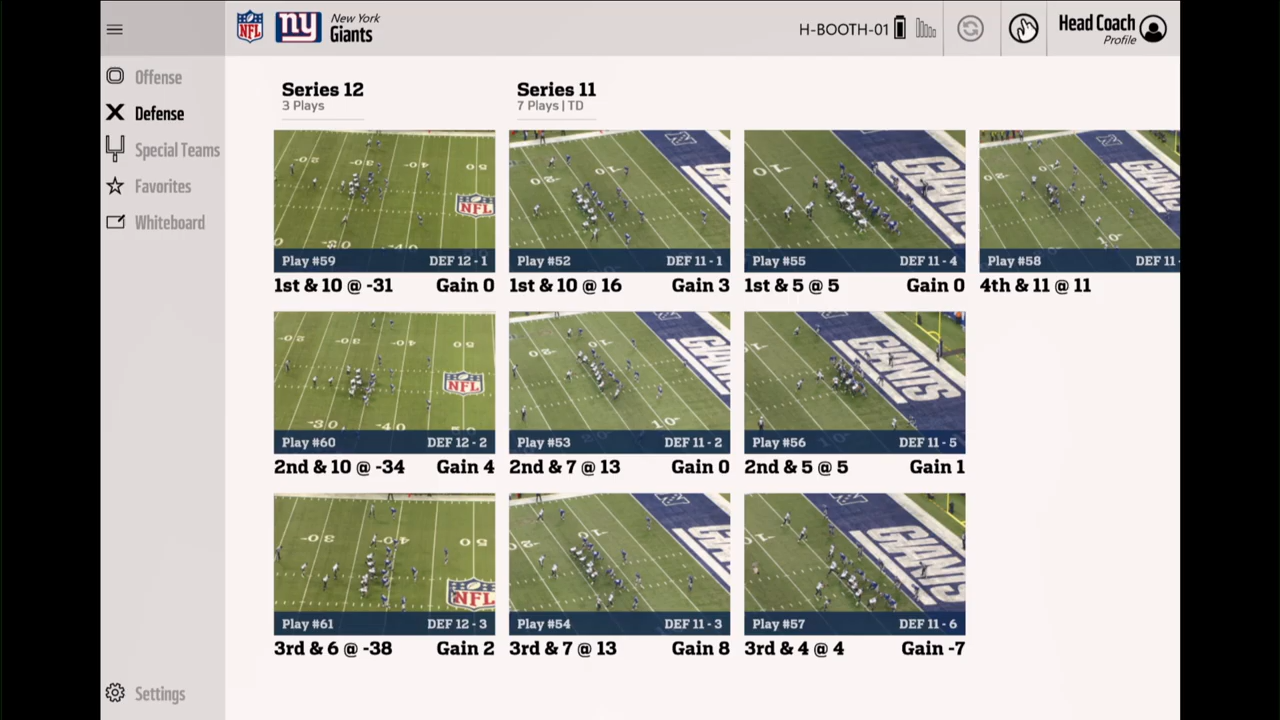 NFL
ny
New York
Giants
H-BOOTH-01
Head Coach
Profile
Offense
Defense
Special Teams
Favorites
Whiteboard
Settings
Series 12
3 Plays
Play #59 DEF 12 - 1
1st & 10 @ -31 Gain 0
Play #60 DEF 12 - 2
2nd & 10 @ -34 Gain 4
Play #61 DEF 12 - 3
3rd & 6 @ -38 Gain 2
Series 11
7 Plays | TD
Play #52 DEF 11 - 1
1st & 10 @ 16 Gain 3
Play #53 DEF 11 - 2
2nd & 7 @ 13 Gain 0
Play #54 DEF 11 - 3
3rd & 7 @ 13 Gain 8
Play #55 DEF 11 - 4
1st & 5 @ 5 Gain 0
Play #56 DEF 11 - 5
2nd & 5 @ 5 Gain 1
Play #57 DEF 11 - 6
3rd & 4 @ 4 Gain -7
Play #58 DEF 11 -
4th & 11 @ 11